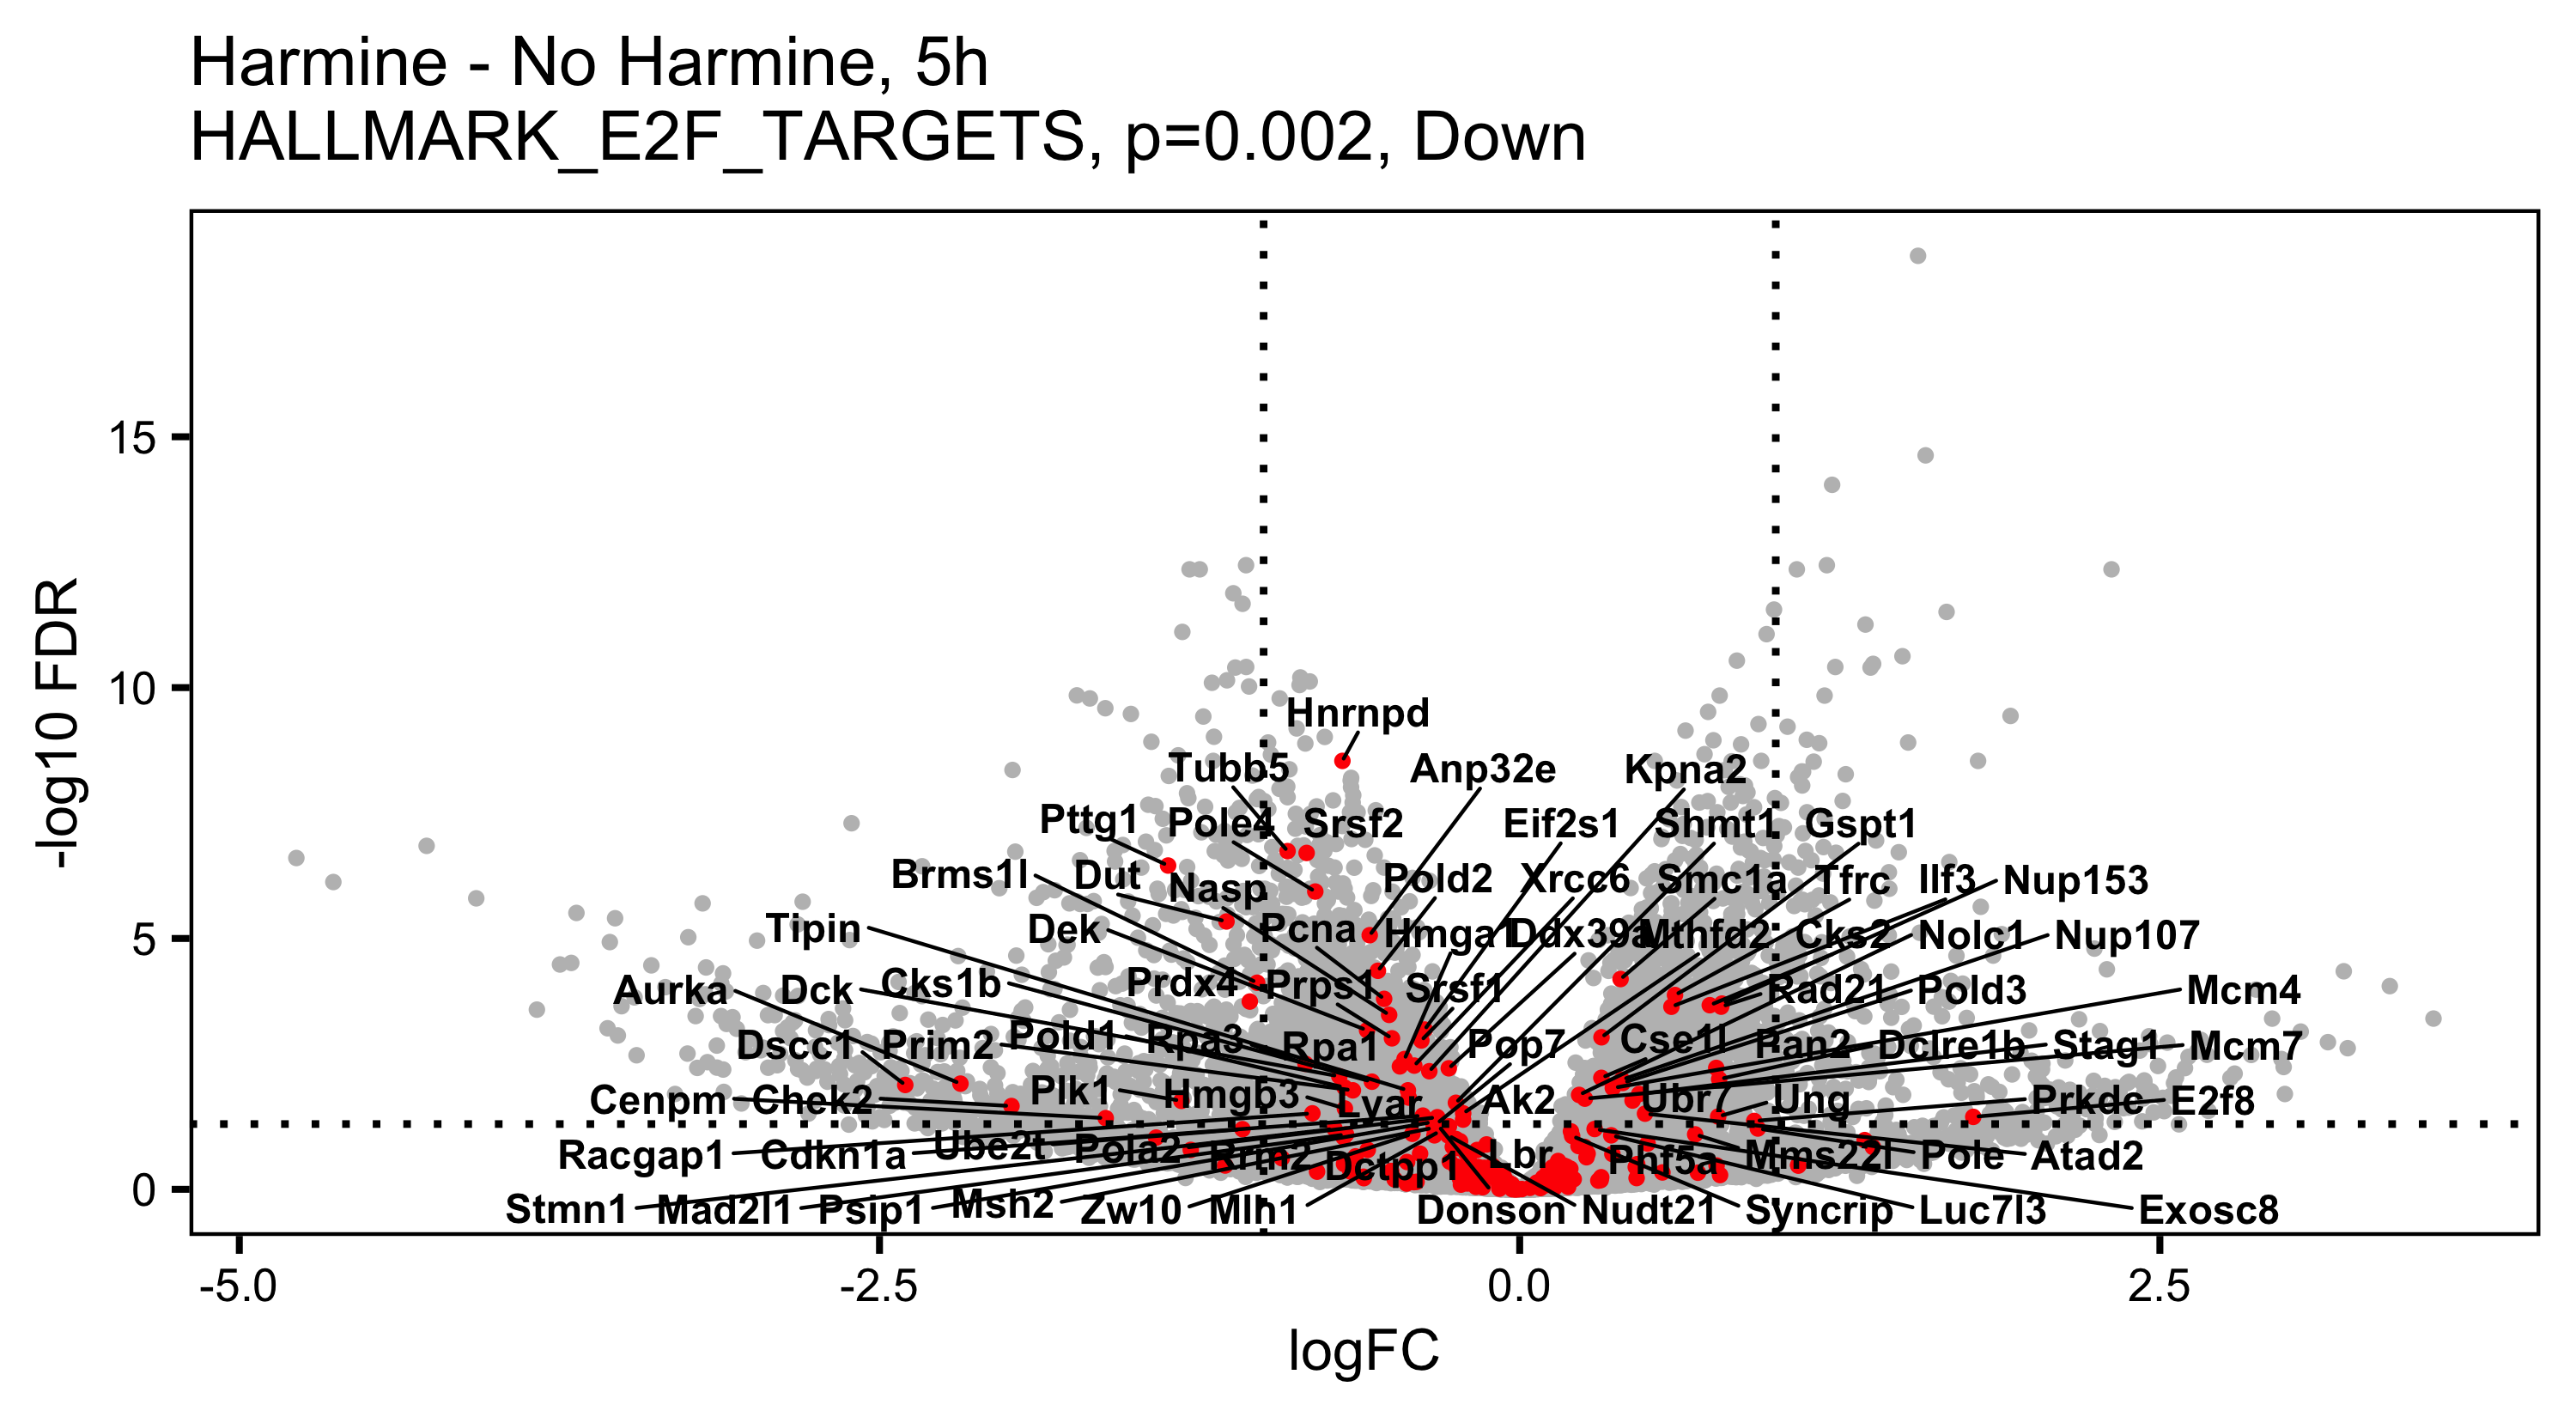 Harmine - No Harmine, 5h
HALLMARK_E2F_TARGETS, p=0.002, Down
-log10 FDR
15
10
5
0
Hnrnpd
Tubb5 Anp32e Kpna2
Pttg1 Pole4 Srsf2 Eif2s1 Shmt1 Gspt1
Brms1l Dut Nasp Pold2 Xrcc6 Smc1a Tfrc Ilf3 Nup153
Tipin Dek Pcna Hmga1 Ddx39a Mthfd2 Cks2 Nolc1 Nup107
Aurka Dck Cks1b Prdx4 Prps1 Srsf1 Rad21 Pold3 Mcm4
Dscc1 Prim2 Pold1 Rpa3 Rpa1 Pop7 Cse1l Pan2 Dclre1b Stag1 Mcm7
Cenpm Chek2 Plk1 Hmgb3 Lyar Ak2 Ubr7 Ung Prkdc E2f8
Racgap1 Cdkn1a Ube2t Pola2 Rrm2 Dctpp1 Lbr Phf5a Mms22l Pole Atad2
Stmn1 Mad2l1 Psip1 Msh2 Zw10 Mlh1 Donson Nudt21 Syncrip Luc7l3 Exosc8
-5.0 -2.5 0.0 2.5
logFC